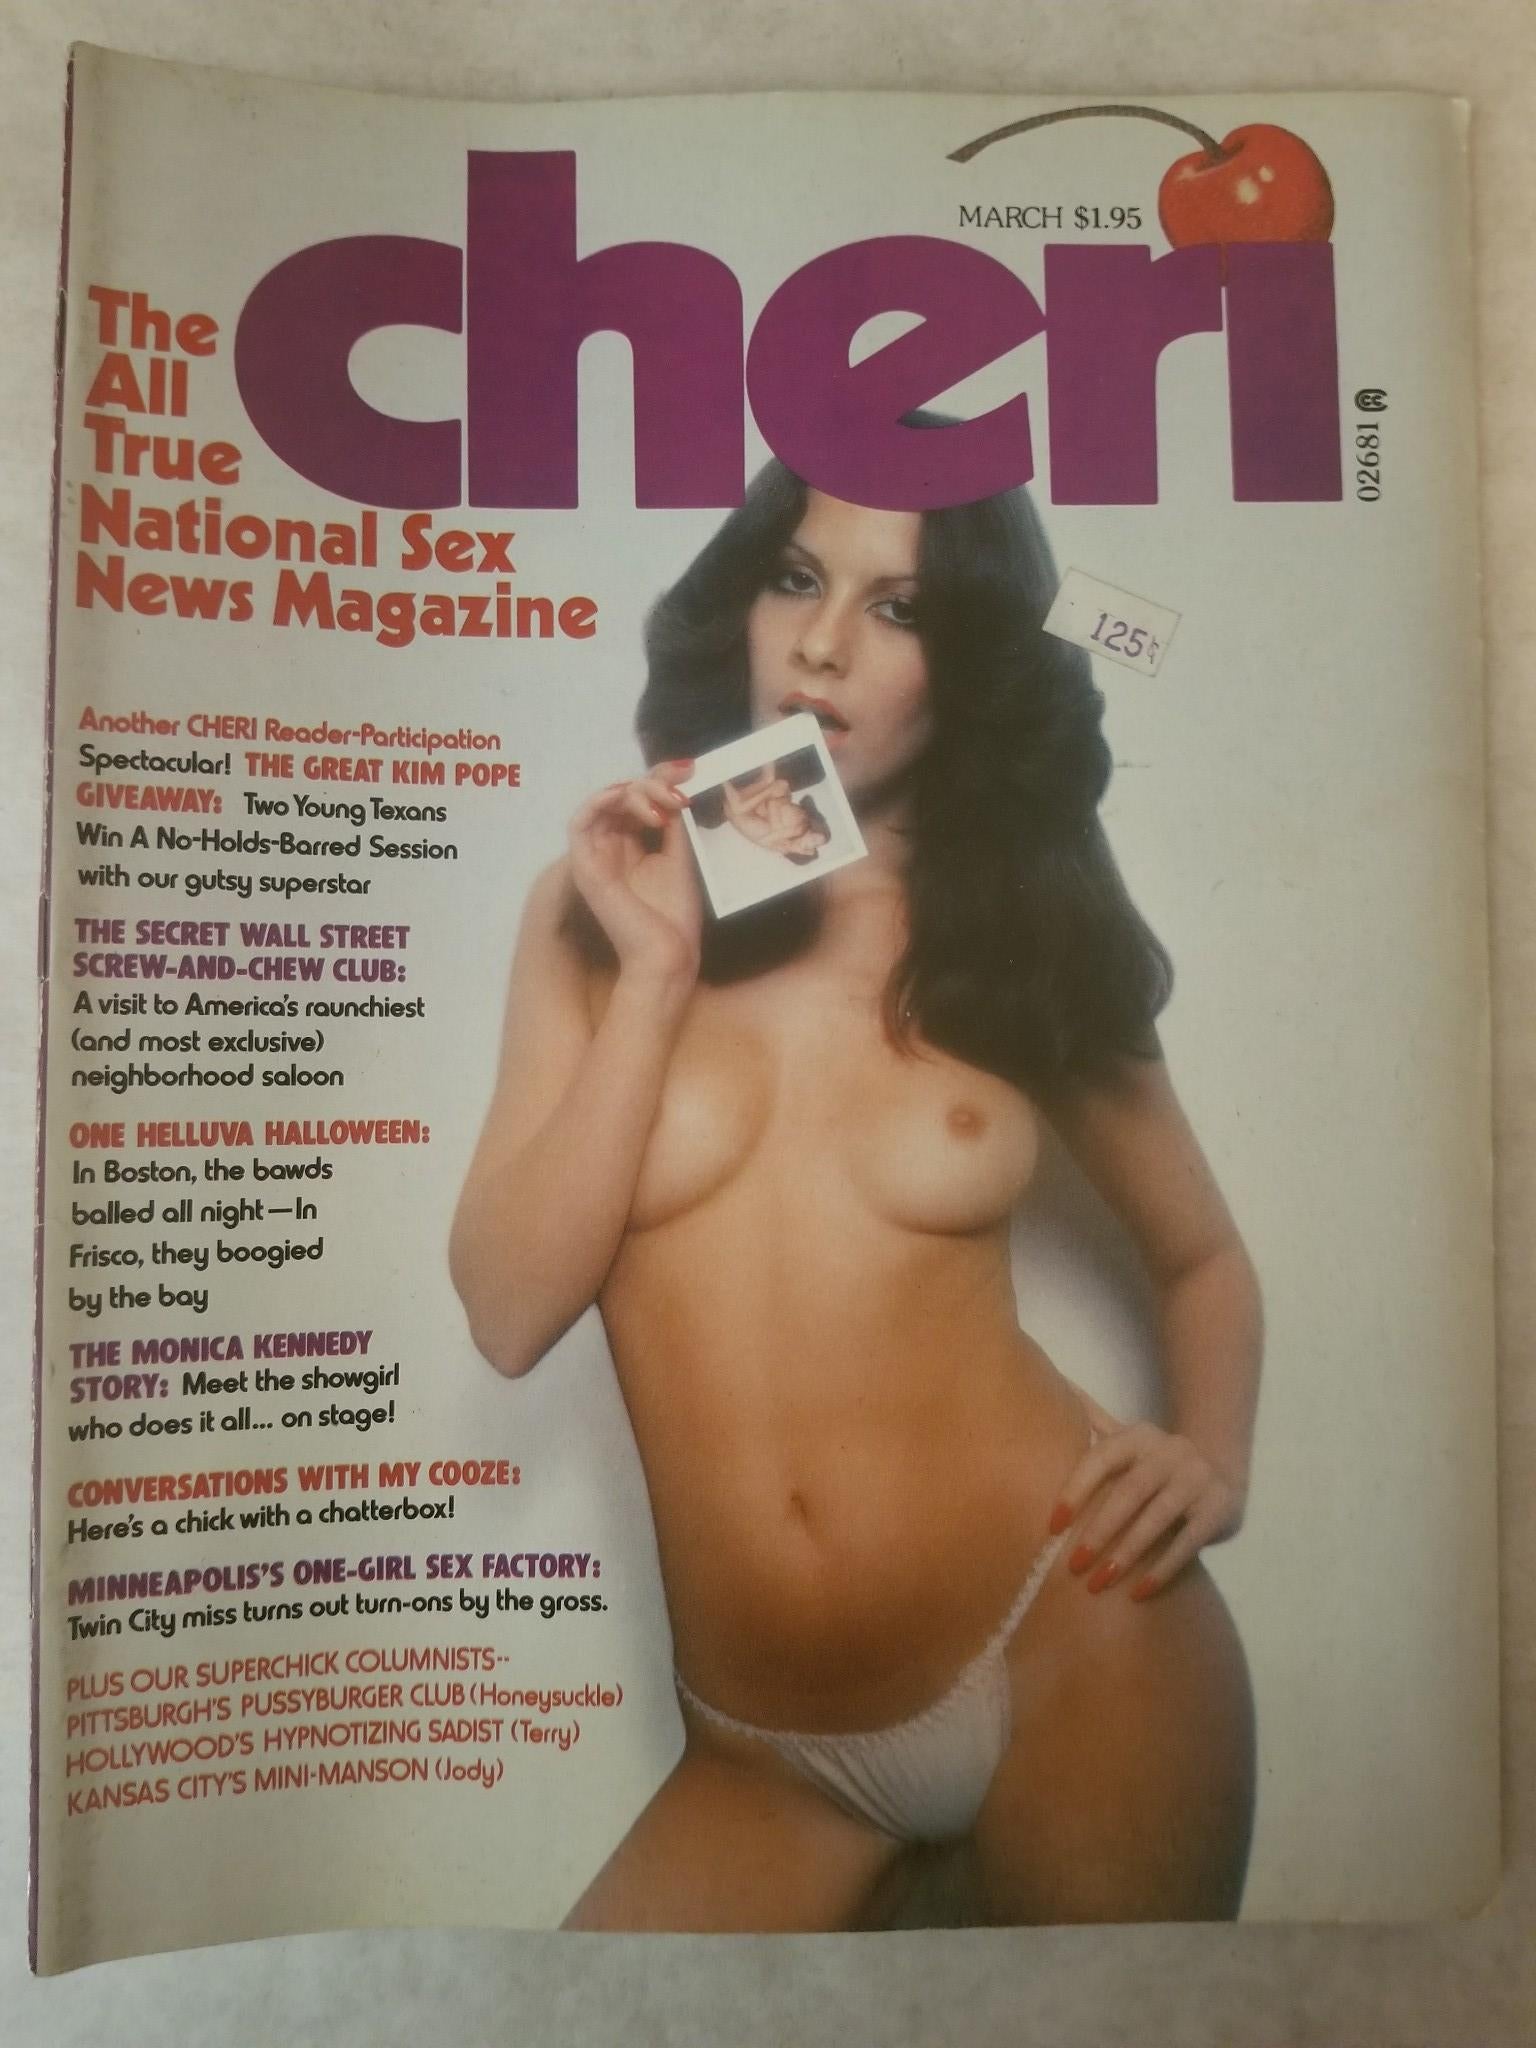 cheri
MARCH $1.95
02681
The
All
True
National Sex
News Magazine
125¢
Another CHERI Reader-Participation
Spectacular! THE GREAT KIM POPE
GIVEAWAY: Two Young Texans
Win A No-Holds-Barred Session
with our gutsy superstar
THE SECRET WALL STREET
SCREW-AND-CHEW CLUB:
A visit to America's raunchiest
(and most exclusive)
neighborhood saloon
ONE HELLUVA HALLOWEEN:
In Boston, the bawds
balled all night—In
Frisco, they boogied
by the bay
THE MONICA KENNEDY
STORY: Meet the showgirl
who does it all... on stage!
CONVERSATIONS WITH MY COOZE:
Here's a chick with a chatterbox!
MINNEAPOLIS'S ONE-GIRL SEX FACTORY:
Twin City miss turns out turn-ons by the gross.
PLUS OUR SUPERCHICK COLUMNISTS--
PITTSBURGH'S PUSSYBURGER CLUB (Honeysuckle)
HOLLYWOOD'S HYPNOTIZING SADIST (Terry)
KANSAS CITY'S MINI-MANSON (Jody)